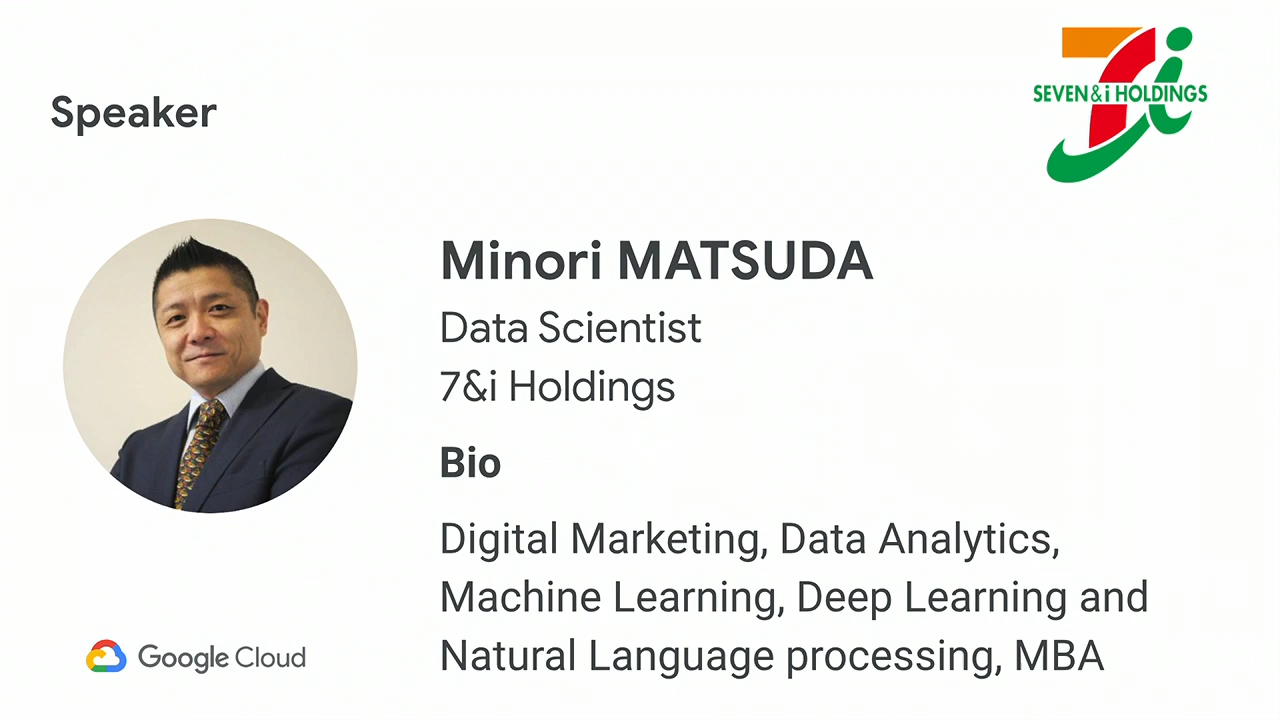 Speaker
SEVEN&i HOLDINGS
Minori MATSUDA
Data Scientist
7&i Holdings
Bio
Digital Marketing, Data Analytics,
Machine Learning, Deep Learning and
Natural Language processing, MBA
Google Cloud